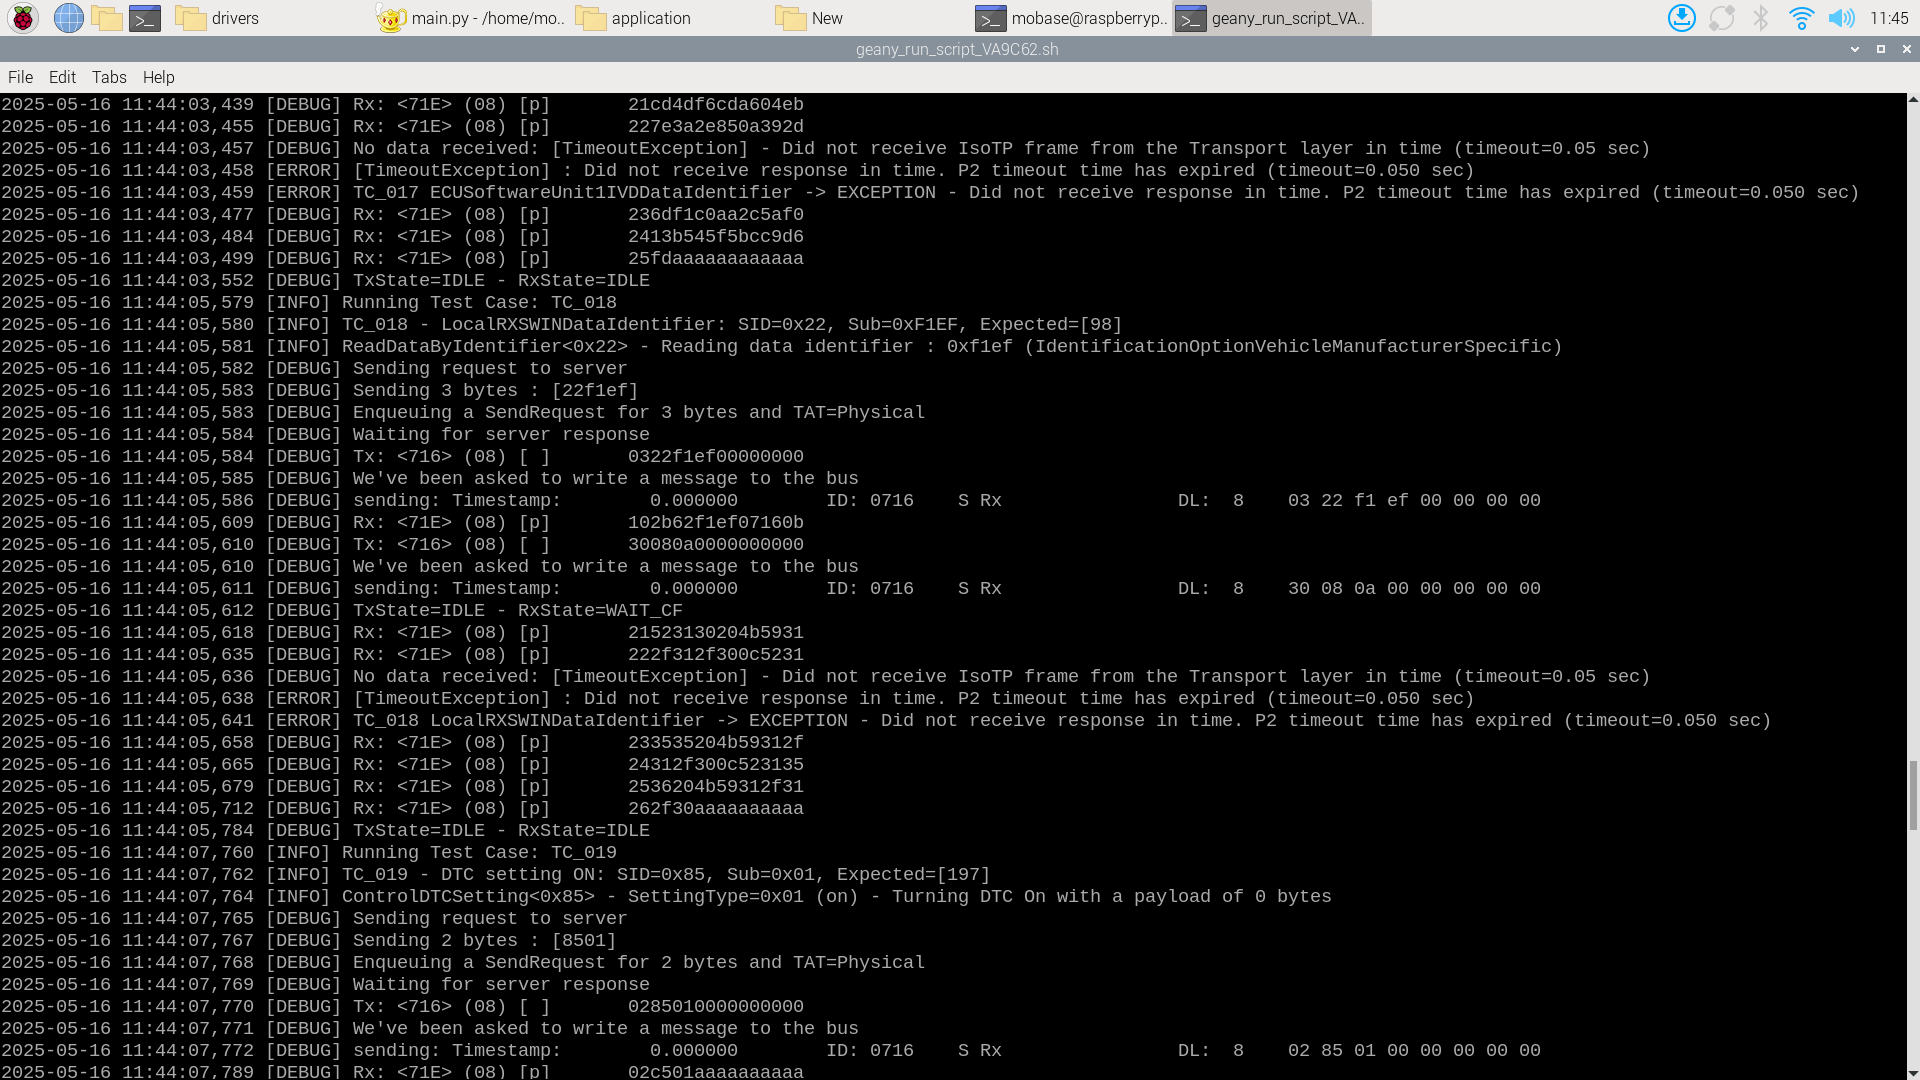 drivers
main.py - /home/mo..
application
New
mobase@raspberryp..
geany_run_script_VA..
11:45
geany_run_script_VA9C62.sh
File Edit Tabs Help
2025-05-16 11:44:03,439 [DEBUG] Rx: <71E> (08) [p]       21cd4df6cda604eb
2025-05-16 11:44:03,455 [DEBUG] Rx: <71E> (08) [p]       227e3a2e850a392d
2025-05-16 11:44:03,457 [DEBUG] No data received: [TimeoutException] - Did not receive IsoTP frame from the Transport layer in time (timeout=0.05 sec)
2025-05-16 11:44:03,458 [ERROR] [TimeoutException] : Did not receive response in time. P2 timeout time has expired (timeout=0.050 sec)
2025-05-16 11:44:03,459 [ERROR] TC_017 ECUSoftwareUnit1IVDDataIdentifier -> EXCEPTION - Did not receive response in time. P2 timeout time has expired (timeout=0.050 sec)
2025-05-16 11:44:03,477 [DEBUG] Rx: <71E> (08) [p]       236df1c0aa2c5af0
2025-05-16 11:44:03,484 [DEBUG] Rx: <71E> (08) [p]       2413b545f5bcc9d6
2025-05-16 11:44:03,499 [DEBUG] Rx: <71E> (08) [p]       25fdaaaaaaaaaaaa
2025-05-16 11:44:03,552 [DEBUG] TxState=IDLE - RxState=IDLE
2025-05-16 11:44:05,579 [INFO] Running Test Case: TC_018
2025-05-16 11:44:05,580 [INFO] TC_018 - LocalRXSWINDataIdentifier: SID=0x22, Sub=0xF1EF, Expected=[98]
2025-05-16 11:44:05,581 [INFO] ReadDataByIdentifier<0x22> - Reading data identifier : 0xf1ef (IdentificationOptionVehicleManufacturerSpecific)
2025-05-16 11:44:05,582 [DEBUG] Sending request to server
2025-05-16 11:44:05,583 [DEBUG] Sending 3 bytes : [22f1ef]
2025-05-16 11:44:05,583 [DEBUG] Enqueuing a SendRequest for 3 bytes and TAT=Physical
2025-05-16 11:44:05,584 [DEBUG] Waiting for server response
2025-05-16 11:44:05,584 [DEBUG] Tx: <716> (08) [ ]       0322f1ef00000000
2025-05-16 11:44:05,585 [DEBUG] We've been asked to write a message to the bus
2025-05-16 11:44:05,586 [DEBUG] sending: Timestamp:        0.000000        ID: 0716    S Rx                DL:  8    03 22 f1 ef 00 00 00 00
2025-05-16 11:44:05,609 [DEBUG] Rx: <71E> (08) [p]       102b62f1ef07160b
2025-05-16 11:44:05,610 [DEBUG] Tx: <716> (08) [ ]       30080a0000000000
2025-05-16 11:44:05,610 [DEBUG] We've been asked to write a message to the bus
2025-05-16 11:44:05,611 [DEBUG] sending: Timestamp:        0.000000        ID: 0716    S Rx                DL:  8    30 08 0a 00 00 00 00 00
2025-05-16 11:44:05,612 [DEBUG] TxState=IDLE - RxState=WAIT_CF
2025-05-16 11:44:05,618 [DEBUG] Rx: <71E> (08) [p]       21523130204b5931
2025-05-16 11:44:05,635 [DEBUG] Rx: <71E> (08) [p]       222f312f300c5231
2025-05-16 11:44:05,636 [DEBUG] No data received: [TimeoutException] - Did not receive IsoTP frame from the Transport layer in time (timeout=0.05 sec)
2025-05-16 11:44:05,638 [ERROR] [TimeoutException] : Did not receive response in time. P2 timeout time has expired (timeout=0.050 sec)
2025-05-16 11:44:05,641 [ERROR] TC_018 LocalRXSWINDataIdentifier -> EXCEPTION - Did not receive response in time. P2 timeout time has expired (timeout=0.050 sec)
2025-05-16 11:44:05,658 [DEBUG] Rx: <71E> (08) [p]       233535204b59312f
2025-05-16 11:44:05,665 [DEBUG] Rx: <71E> (08) [p]       24312f300c523135
2025-05-16 11:44:05,679 [DEBUG] Rx: <71E> (08) [p]       2536204b59312f31
2025-05-16 11:44:05,712 [DEBUG] Rx: <71E> (08) [p]       262f30aaaaaaaaaa
2025-05-16 11:44:05,784 [DEBUG] TxState=IDLE - RxState=IDLE
2025-05-16 11:44:07,760 [INFO] Running Test Case: TC_019
2025-05-16 11:44:07,762 [INFO] TC_019 - DTC setting ON: SID=0x85, Sub=0x01, Expected=[197]
2025-05-16 11:44:07,764 [INFO] ControlDTCSetting<0x85> - SettingType=0x01 (on) - Turning DTC On with a payload of 0 bytes
2025-05-16 11:44:07,765 [DEBUG] Sending request to server
2025-05-16 11:44:07,767 [DEBUG] Sending 2 bytes : [8501]
2025-05-16 11:44:07,768 [DEBUG] Enqueuing a SendRequest for 2 bytes and TAT=Physical
2025-05-16 11:44:07,769 [DEBUG] Waiting for server response
2025-05-16 11:44:07,770 [DEBUG] Tx: <716> (08) [ ]       0285010000000000
2025-05-16 11:44:07,771 [DEBUG] We've been asked to write a message to the bus
2025-05-16 11:44:07,772 [DEBUG] sending: Timestamp:        0.000000        ID: 0716    S Rx                DL:  8    02 85 01 00 00 00 00 00
2025-05-16 11:44:07,789 [DEBUG] Rx: <71E> (08) [p]       02c501aaaaaaaaaa